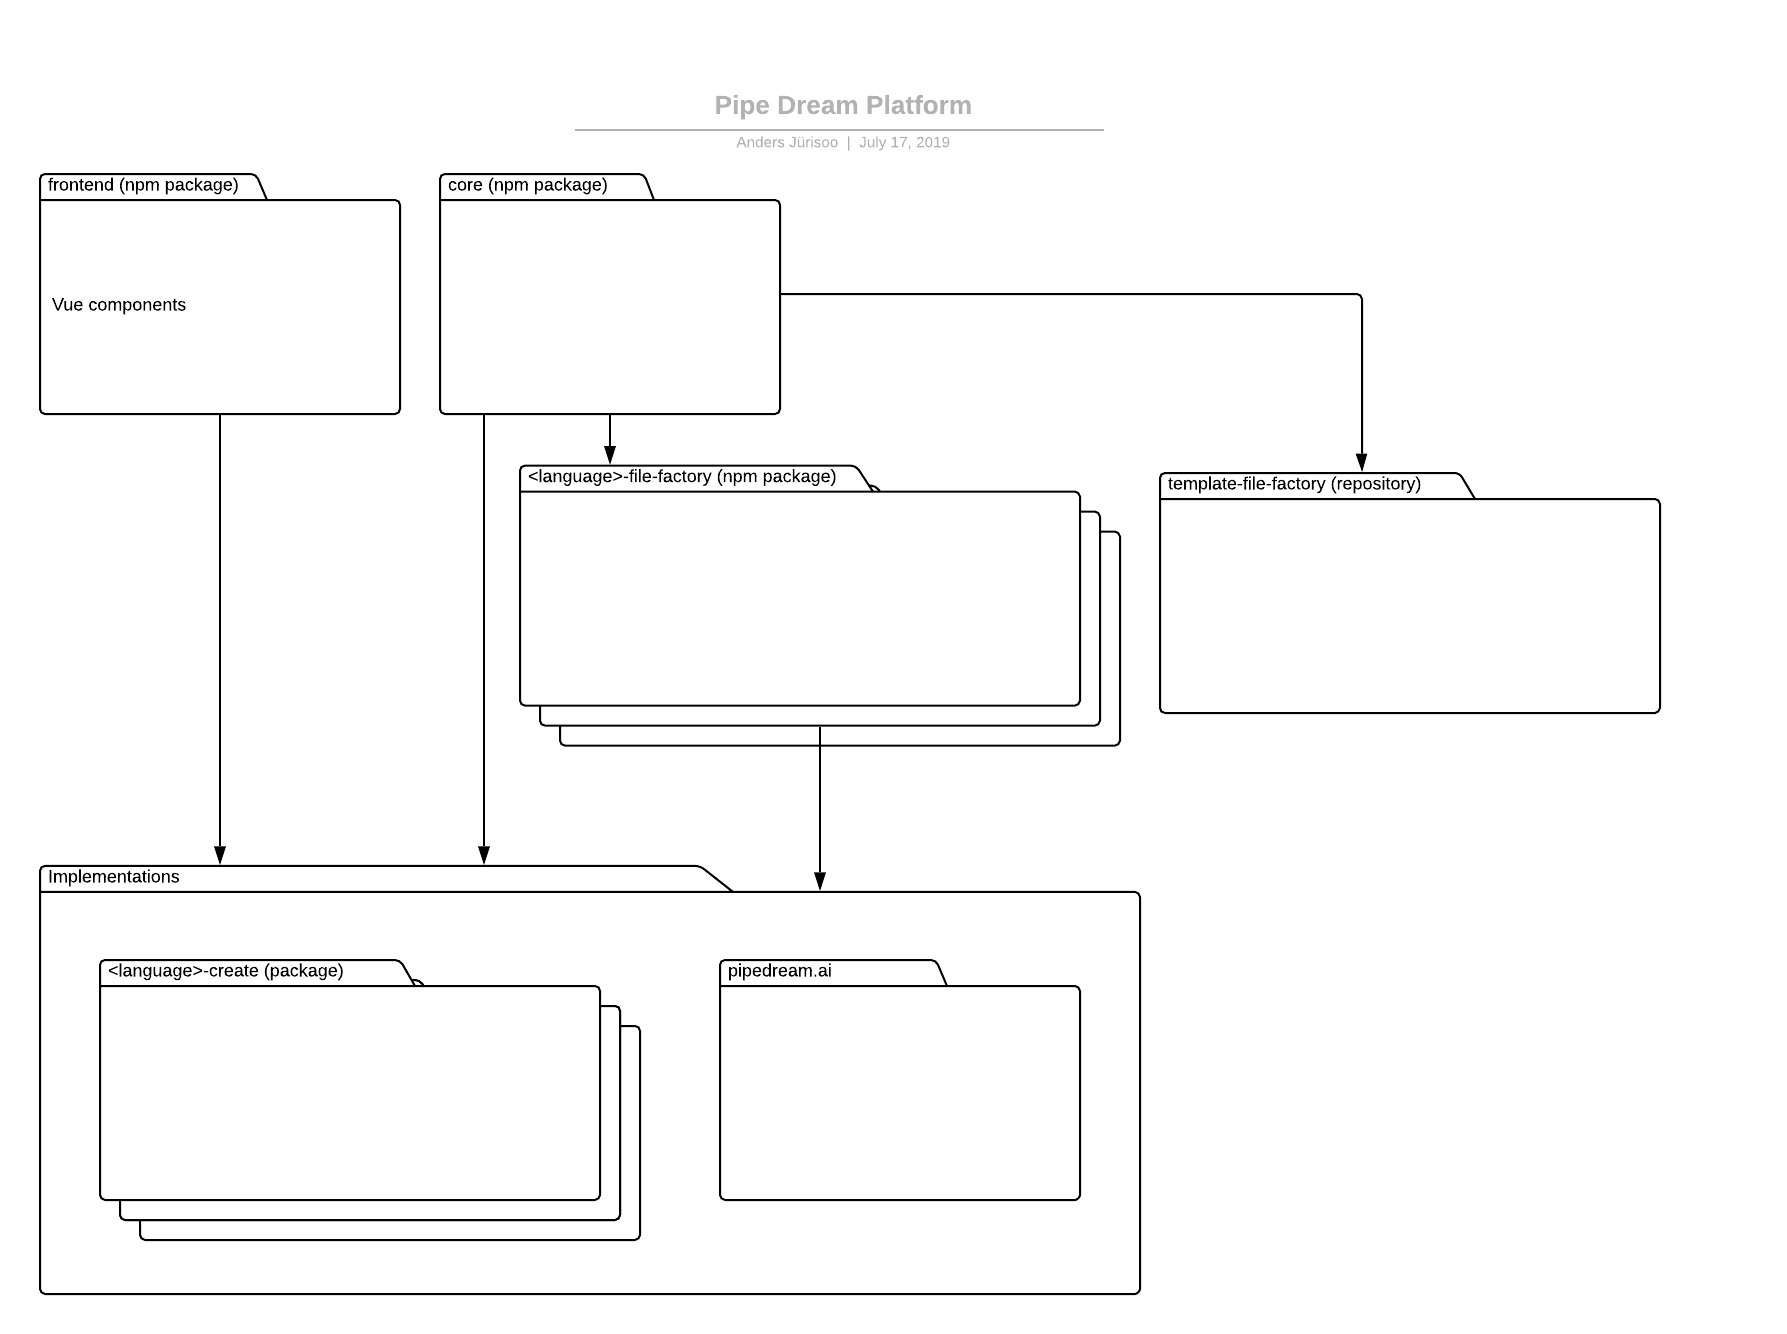 Pipe Dream Platform
Anders Jürisoo | July 17, 2019
frontend (npm package)
core (npm package)
Vue components
<language>-file-factory (npm package)
template-file-factory (repository)
Implementations
<language>-create (package)
pipedream.ai